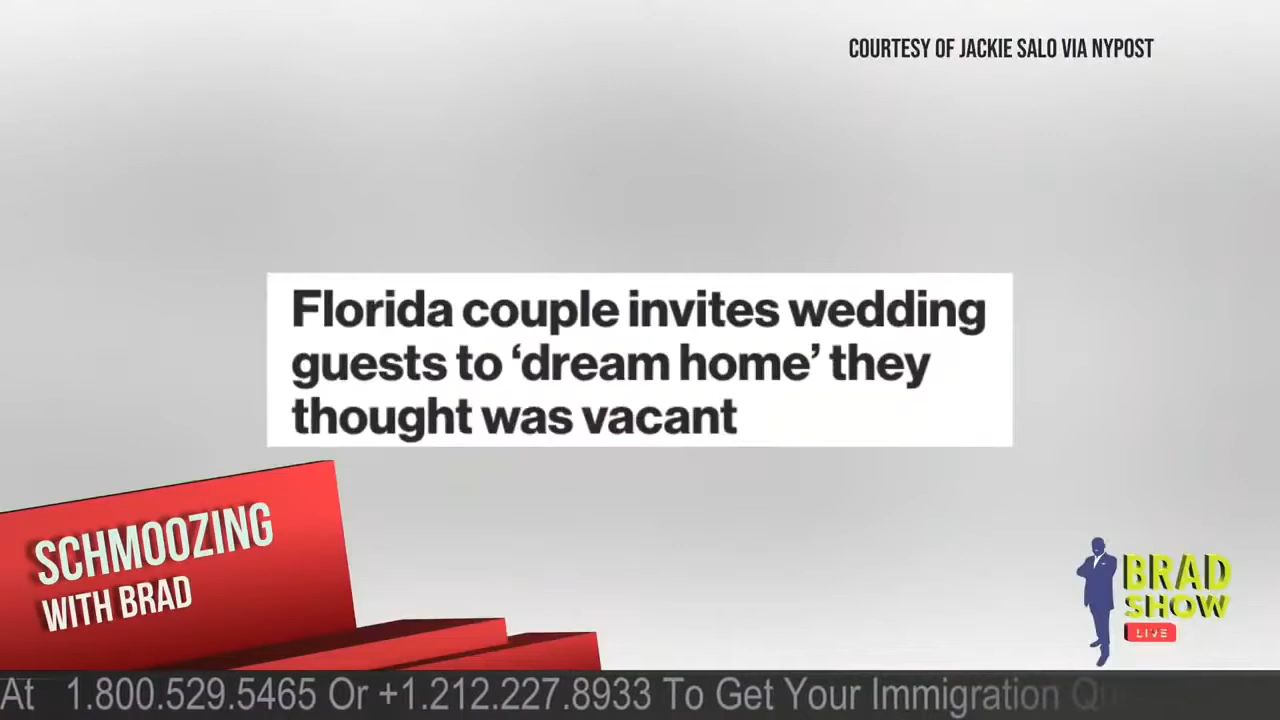 COURTESY OF JACKIE SALO VIA NYPOST
Florida couple invites wedding
guests to ‘dream home’ they
thought was vacant
SCHMOOZING
WITH BRAD
BRAD
SHOW
LIVE
At 1.800.529.5465 Or +1.212.227.8933 To Get Your Immigration